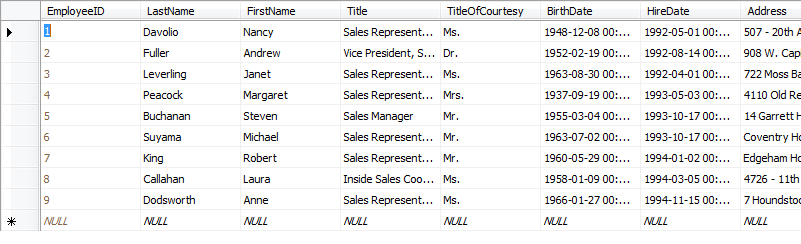 EmployeeID LastName FirstName Title TitleOfCourtesy BirthDate HireDate Address
1 Davolio Nancy Sales Represent... Ms. 1948-12-08 00:... 1992-05-01 00:... 507 - 20th A
2 Fuller Andrew Vice President, S... Dr. 1952-02-19 00:... 1992-08-14 00:... 908 W. Cap
3 Leverling Janet Sales Represent... Ms. 1963-08-30 00:... 1992-04-01 00:... 722 Moss Ba
4 Peacock Margaret Sales Represent... Mrs. 1937-09-19 00:... 1993-05-03 00:... 4110 Old Re
5 Buchanan Steven Sales Manager Mr. 1955-03-04 00:... 1993-10-17 00:... 14 Garrett H
6 Suyama Michael Sales Represent... Mr. 1963-07-02 00:... 1993-10-17 00:... Coventry Ho
7 King Robert Sales Represent... Mr. 1960-05-29 00:... 1994-01-02 00:... Edgeham Ho
8 Callahan Laura Inside Sales Coo... Ms. 1958-01-09 00:... 1994-03-05 00:... 4726 - 11th
9 Dodsworth Anne Sales Represent... Ms. 1966-01-27 00:... 1994-11-15 00:... 7 Houndstoo
NULL NULL NULL NULL NULL NULL NULL NULL